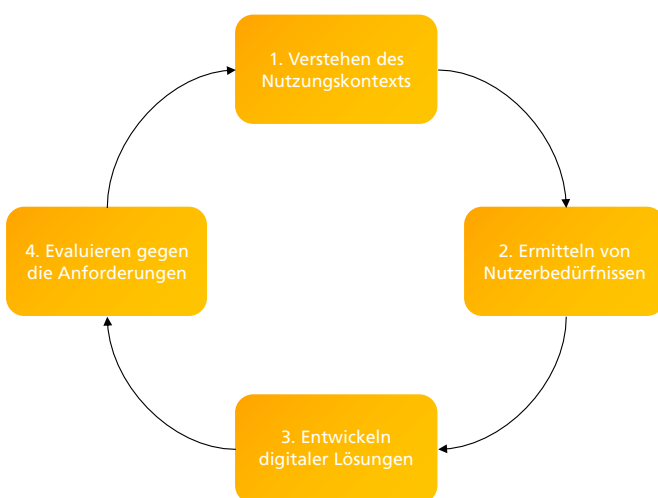 1. Verstehen des
Nutzungskontexts
2. Ermitteln von
Nutzerbedürfnissen
3. Entwickeln
digitaler Lösungen
4. Evaluieren gegen
die Anforderungen